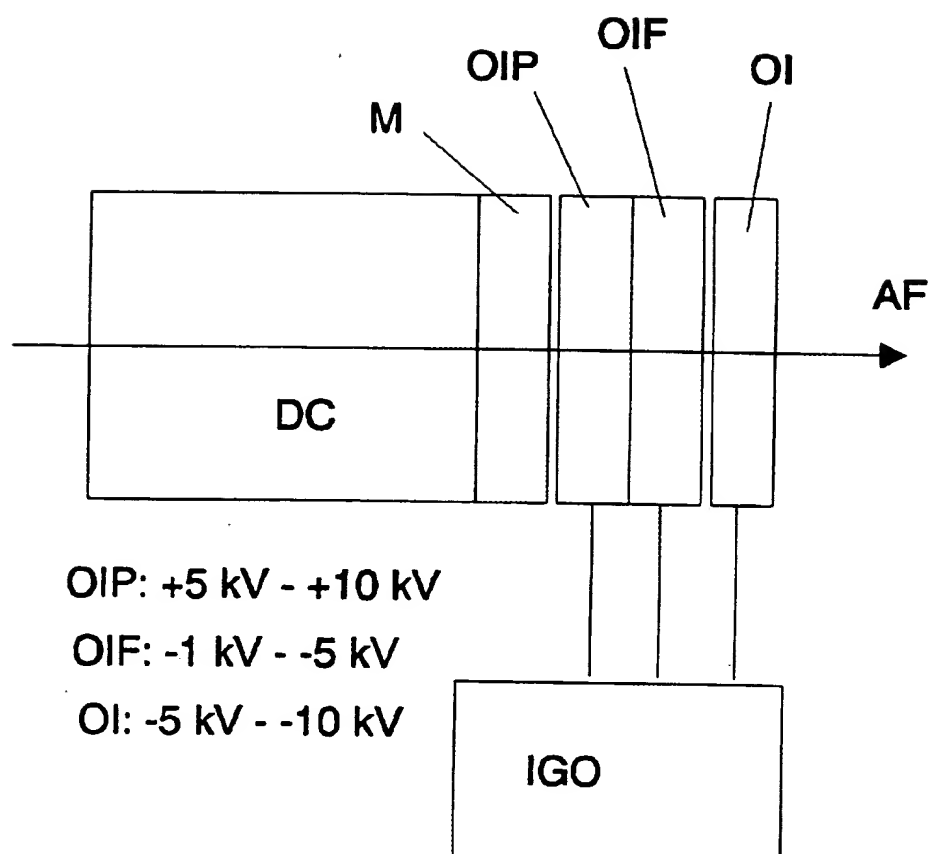 OIF
OIP
OI
M
AF
DC
OIP: +5 kV - +10 kV
OIF: -1 kV - -5 kV
OI: -5 kV - -10 kV
IGO